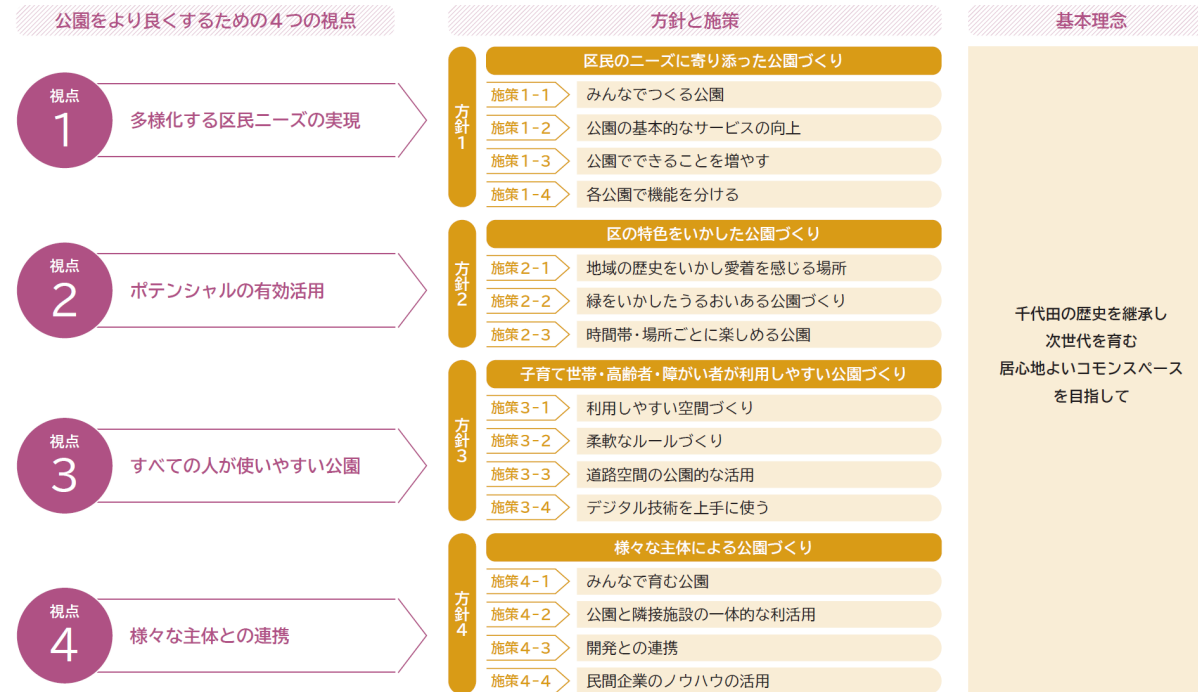 公園をより良くするための4つの視点
方針と施策
基本理念
視点
1
多様化する区民ニーズの実現
方針1
区民のニーズに寄り添った公園づくり
施策1-1
みんなでつくる公園
施策1-2
公園の基本的なサービスの向上
施策1-3
公園でできることを増やす
施策1-4
各公園で機能を分ける
視点
2
ポテンシャルの有効活用
方針2
区の特色をいかした公園づくり
施策2-1
地域の歴史をいかし愛着を感じる場所
施策2-2
緑をいかしたうるおいある公園づくり
施策2-3
時間帯・場所ごとに楽しめる公園
視点
3
すべての人が使いやすい公園
方針3
子育て世帯・高齢者・障がい者が利用しやすい公園づくり
施策3-1
利用しやすい空間づくり
施策3-2
柔軟なルールづくり
施策3-3
道路空間の公園的な活用
施策3-4
デジタル技術を上手に使う
視点
4
様々な主体との連携
方針4
様々な主体による公園づくり
施策4-1
みんなで育む公園
施策4-2
公園と隣接施設の一体的な利活用
施策4-3
開発との連携
施策4-4
民間企業のノウハウの活用
千代田の歴史を継承し
次世代を育む
居心地よいコモンスペース
を目指して